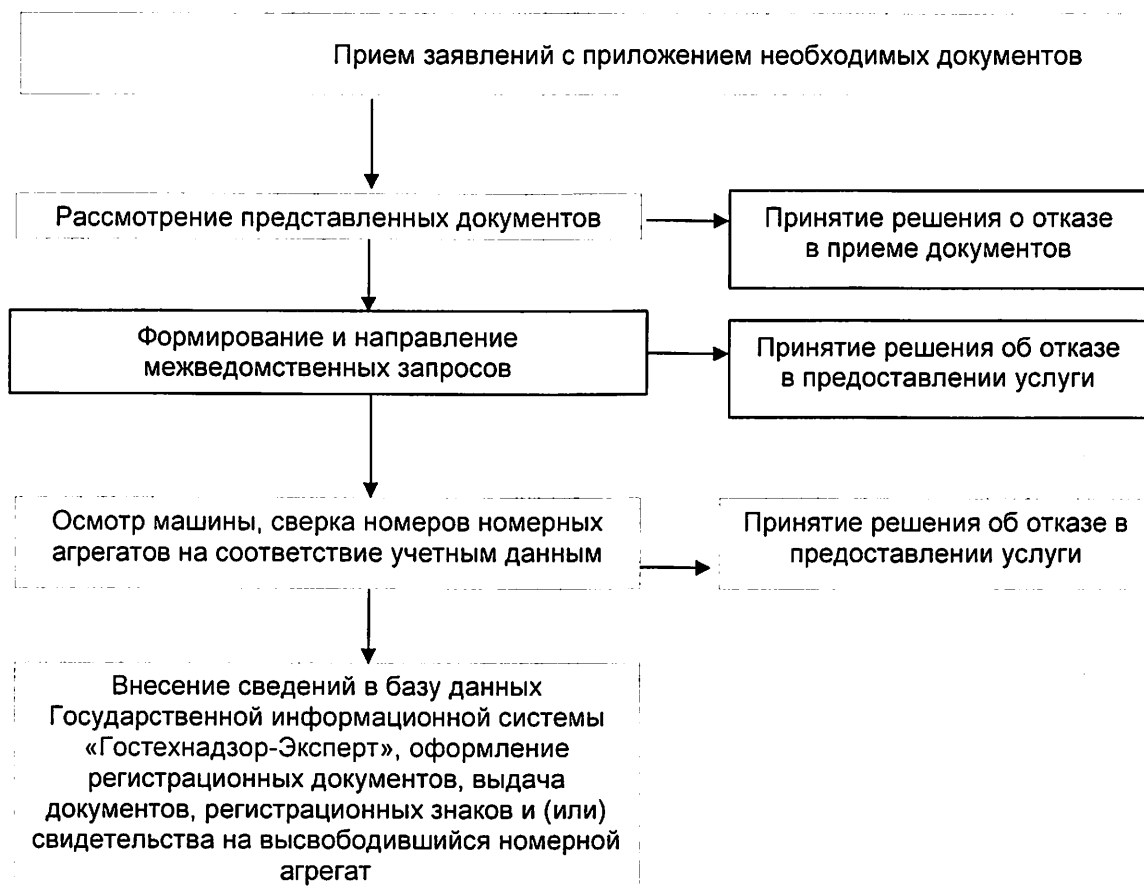 Прием заявлений с приложением необходимых документов
Рассмотрение представленных документов
Принятие решения о отказе
в приеме документов
Формирование и направление
межведомственных запросов
Принятие решения об отказе
в предоставлении услуги
Осмотр машины, сверка номеров номерных
агрегатов на соответствие учетным данным
Принятие решения об отказе в
предоставлении услуги
Внесение сведений в базу данных
Государственной информационной системы
«Гостехнадзор-Эксперт», оформление
регистрационных документов, выдача
документов, регистрационных знаков и (или)
свидетельства на высвободившийся номерной
агрегат